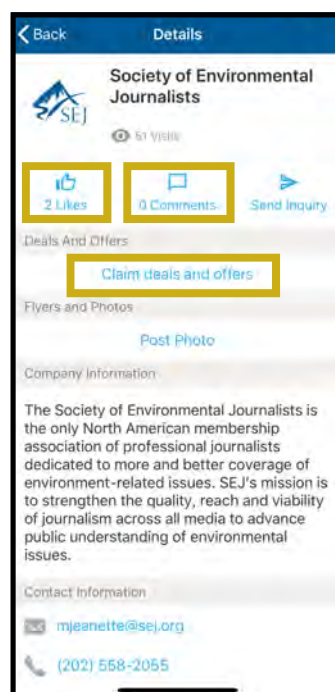 Back Details
Society of Environmental
Journalists
SEJ
51 Visits
2 Likes 0 Comments Send Inquiry
Deals And Offers
Claim deals and offers
Flyers and Photos
Post Photo
Company Information
The Society of Environmental Journalists is
the only North American membership
association of professional journalists
dedicated to more and better coverage of
environment-related issues. SEJ's mission is
to strengthen the quality, reach and viability
of journalism across all media to advance
public understanding of environmental
issues.
Contact Information
mjeanette@sej.org
(202) 558-2055